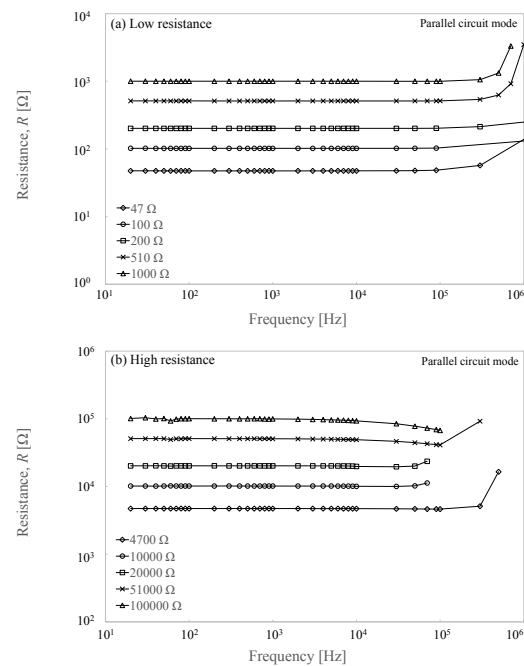 (a) Low resistance
Parallel circuit mode
10⁴
10³
10²
10¹
10⁰
Resistance, R [Ω]
47 Ω
100 Ω
200 Ω
510 Ω
1000 Ω
10¹ 10² 10³ 10⁴ 10⁵ 10⁶
Frequency [Hz]
(b) High resistance
Parallel circuit mode
10⁶
10⁵
10⁴
10³
10²
Resistance, R [Ω]
4700 Ω
10000 Ω
20000 Ω
51000 Ω
100000 Ω
10¹ 10² 10³ 10⁴ 10⁵ 10⁶
Frequency [Hz]